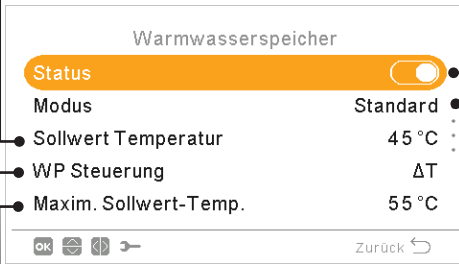 Warmwasserspeicher
Status
Modus Standard
Sollwert Temperatur 45°C
WP Steuerung ΔT
Maxim. Sollwert-Temp. 55°C
OK Zurück